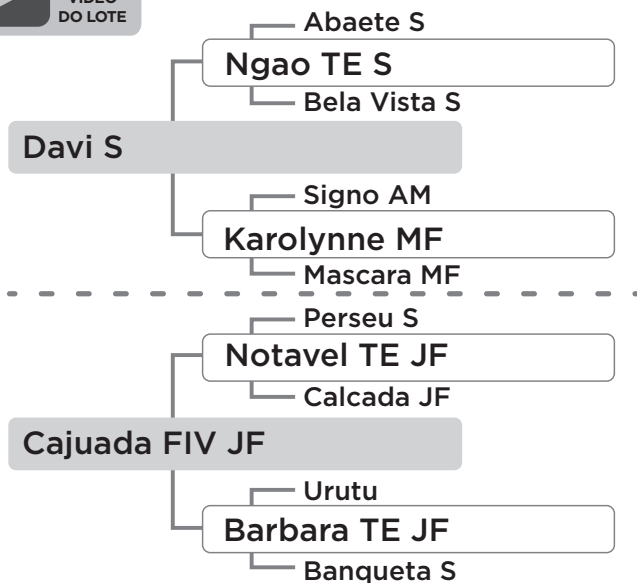 DO LOTE
Abaete S
Ngao TE S
Bela Vista S
Davi S
Signo AM
Karolynne MF
Mascara MF
Perseu S
Notavel TE JF
Calcada JF
Cajuada FIV JF
Urutu
Barbara TE JF
Banqueta S